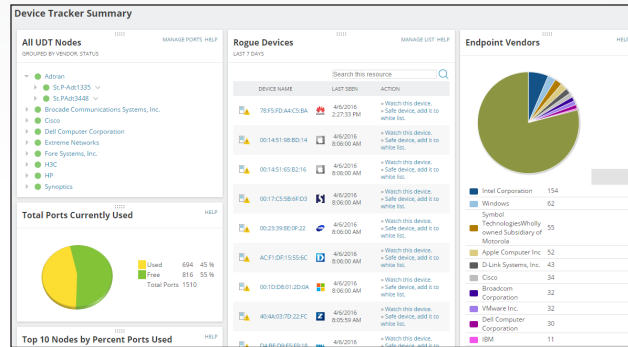 Device Tracker Summary
All UDT Nodes
MANAGE PORTS HELP
GROUPED BY VENDOR, STATUS
Adtran
St.P-Adt1335
St.PAdt3448
Brocade Communications Systems, Inc.
Cisco
Dell Computer Corporation
Extreme Networks
Fore Systems, Inc.
H3C
HP
Synoptics
Total Ports Currently Used
HELP
Used 694 45 %
Free 816 55 %
Total Ports 1510
Top 10 Nodes by Percent Ports Used
HELP
Rogue Devices
MANAGE LIST HELP
LAST 7 DAYS
Search this resource
DEVICE NAME LAST SEEN ACTION
78:F5:FD:A4:C5:BA 4/6/2016 2:27:33 PM » Watch this device.
» Safe device, add it to white list.
00:14:51:98:BD:14 4/6/2016 8:06:00 AM » Watch this device.
» Safe device, add it to white list.
00:14:51:65:B2:16 4/6/2016 8:06:00 AM » Watch this device.
» Safe device, add it to white list.
00:17:C5:5B:6F:D3 4/6/2016 8:06:00 AM » Watch this device.
» Safe device, add it to white list.
00:23:39:BE:0F:22 4/6/2016 8:06:00 AM » Watch this device.
» Safe device, add it to white list.
AC:F1:DF:15:55:6C 4/6/2016 8:06:00 AM » Watch this device.
» Safe device, add it to white list.
00:1D:D8:01:2D:0A 4/6/2016 8:06:00 AM » Watch this device.
» Safe device, add it to white list.
40:4A:03:7D:22:FC 4/6/2016 8:05:59 AM » Watch this device.
» Safe device, add it to white list.
4/6/2016 » Watch this device.
» Safe device, add it to
Endpoint Vendors
Intel Corporation 154
Windows 62
Symbol
TechnologiesWholly
owned Subsidiary of
Motorola 55
Apple Computer Inc 52
D-Link Systems, Inc. 43
Cisco 34
Broadcom
Corporation 32
VMware Inc. 32
Dell Computer
Corporation 30
IBM 11